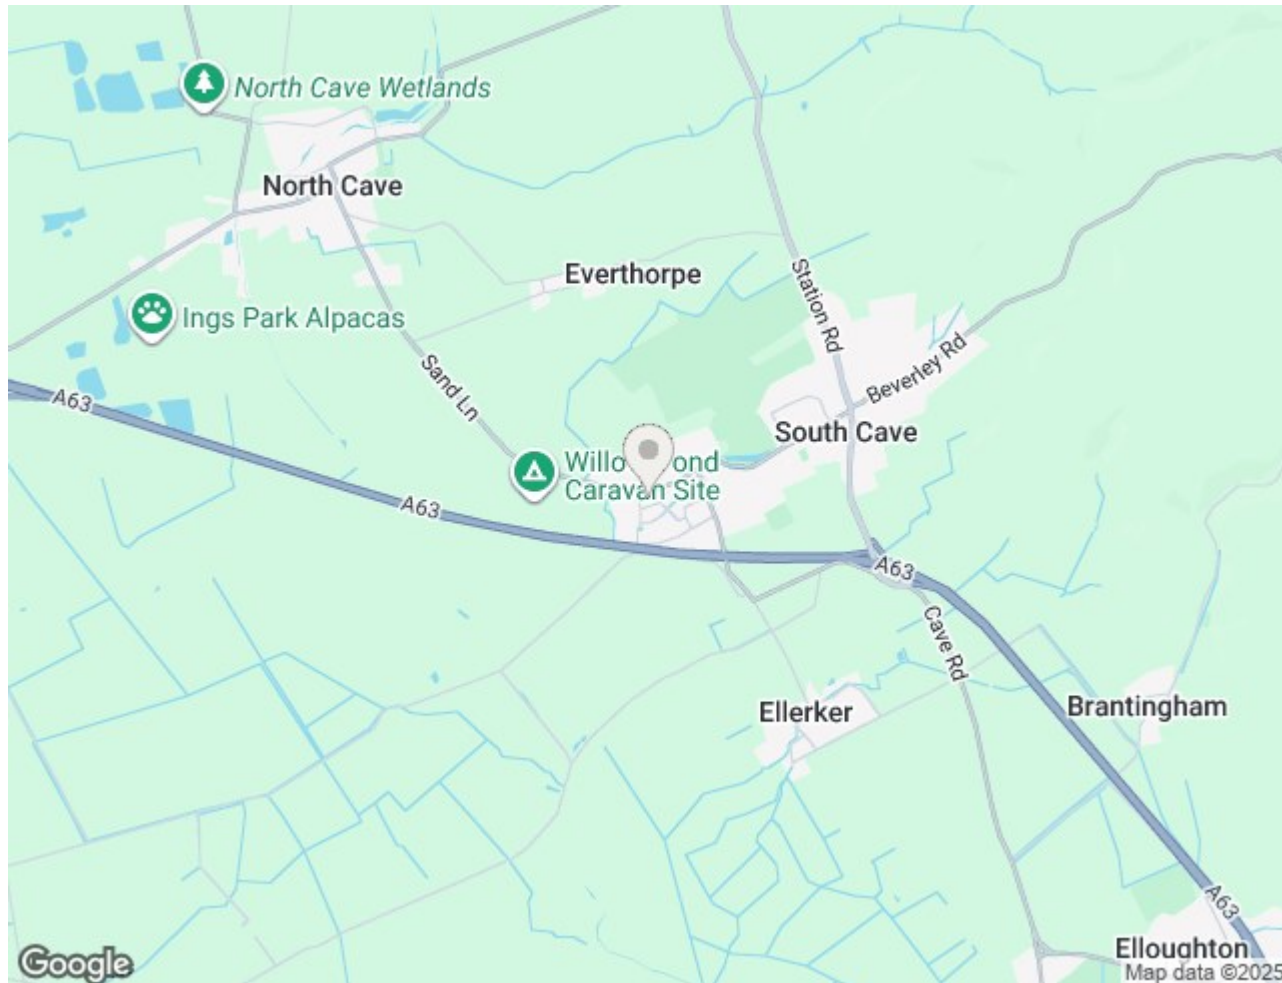 North Cave Wetlands
North Cave
Everthorpe
Station Rd
Ings Park Alpacas
Sand Ln
Beverley Rd
A63
South Cave
Caravan Site
A63
A63
Cave Rd
Ellerker
Brantingham
A63
Elloughton
Google
Map data ©2025